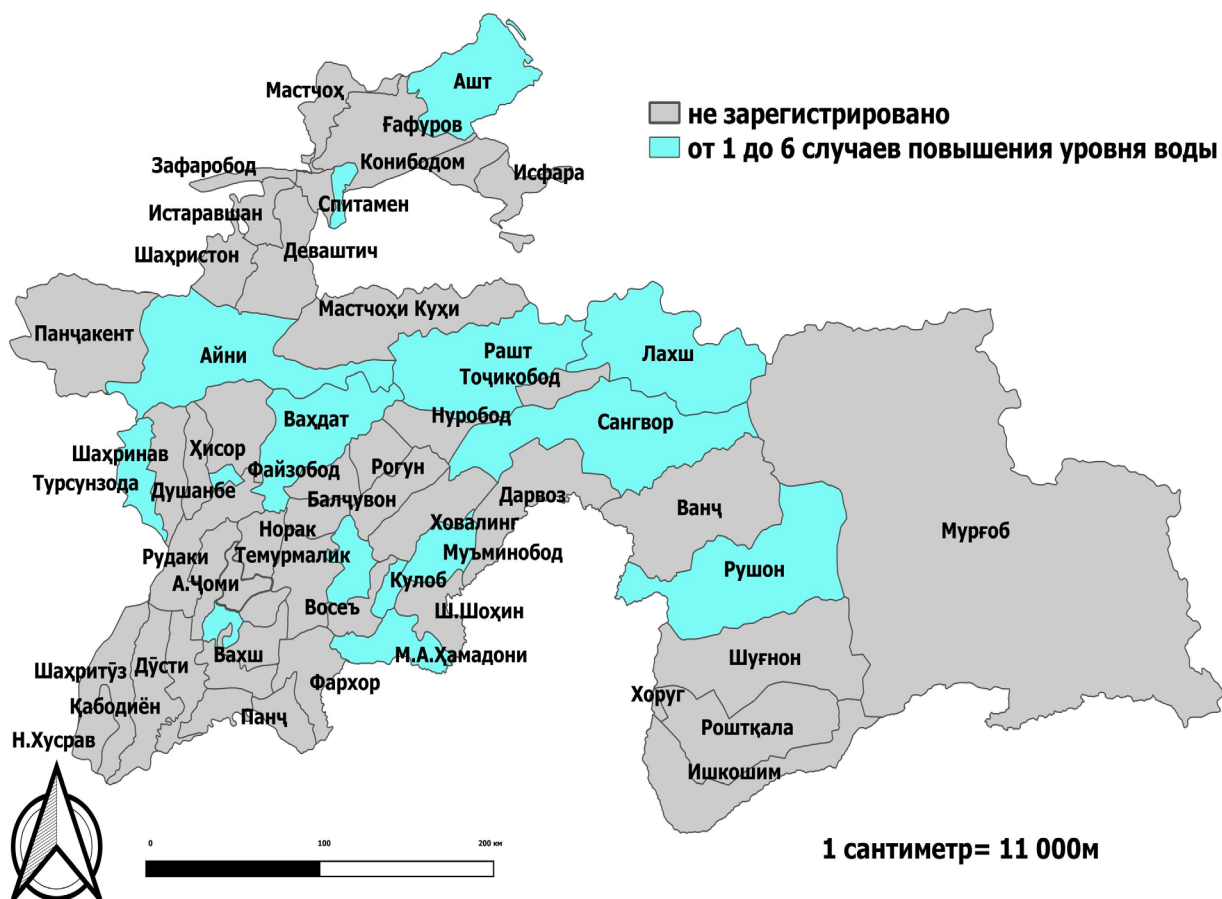 Ашт
Мастчоҳ
не зарегистрировано
Ғафуров
от 1 до 6 случаев повышения уровня воды
Зафаробод
Конибодом
Исфара
Спитамен
Истаравшан
Шаҳристон
Деваштич
Мастчоҳи Куҳи
Панҷакент
Айни
Рашт
Лахш
Тоҷикобод
Ваҳдат
Нуробод
Сангвор
Шаҳринав
Ҳисор
Файзобод
Рогун
Турсунзода
Душанбе
Балҷувон
Дарвоз
Ванҷ
Норак
Ховалинг
Мурғоб
Рудаки
Темурмалик
Муъминобод
А.Ҷоми
Кулоб
Рушон
Восеъ
Ш.Шоҳин
Шаҳритӯз
Дӯсти
Вахш
М.А.Ҳамадони
Шуғнон
Фархор
Қабодиён
Хоруг
Панҷ
Роштқала
Н.Хусрав
Ишкошим
0 100 200 км
1 сантиметр= 11 000м